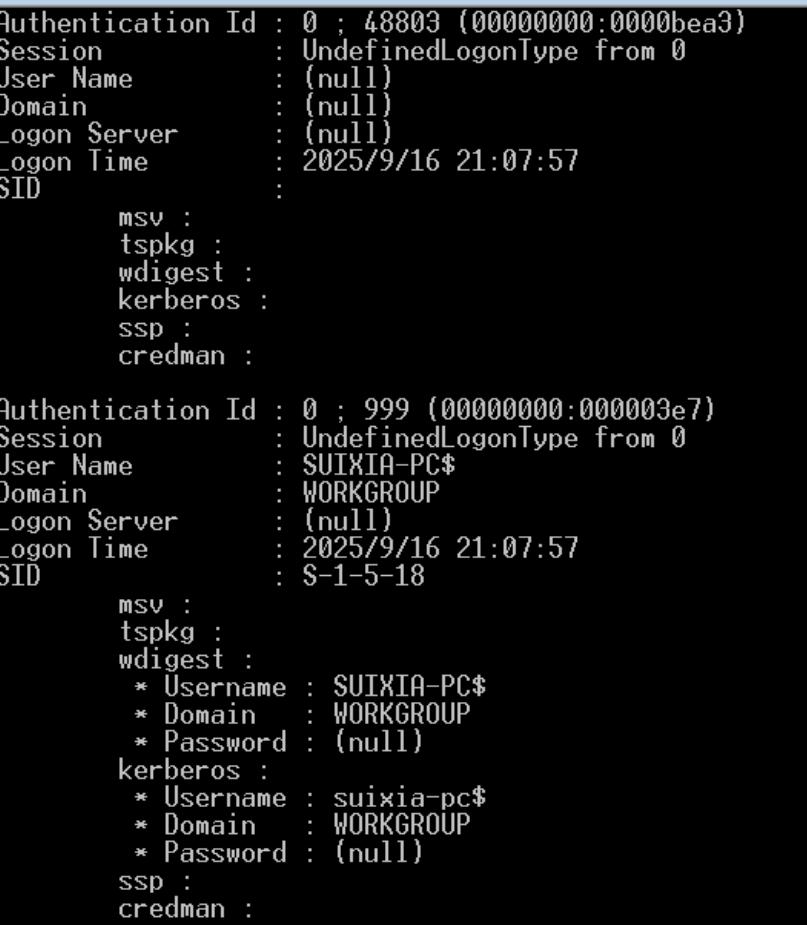 Authentication Id : 0 ; 48803 (00000000:0000bea3)
Session           : UndefinedLogonType from 0
User Name         : (null)
Domain            : (null)
Logon Server      : (null)
Logon Time        : 2025/9/16 21:07:57
SID               :
msv :
tspkg :
wdigest :
kerberos :
ssp :
credman :
Authentication Id : 0 ; 999 (00000000:000003e7)
Session           : UndefinedLogonType from 0
User Name         : SUIXIA-PC$
Domain            : WORKGROUP
Logon Server      : (null)
Logon Time        : 2025/9/16 21:07:57
SID               : S-1-5-18
msv :
tspkg :
wdigest :
* Username : SUIXIA-PC$
* Domain   : WORKGROUP
* Password : (null)
kerberos :
* Username : suixia-pc$
* Domain   : WORKGROUP
* Password : (null)
ssp :
credman :